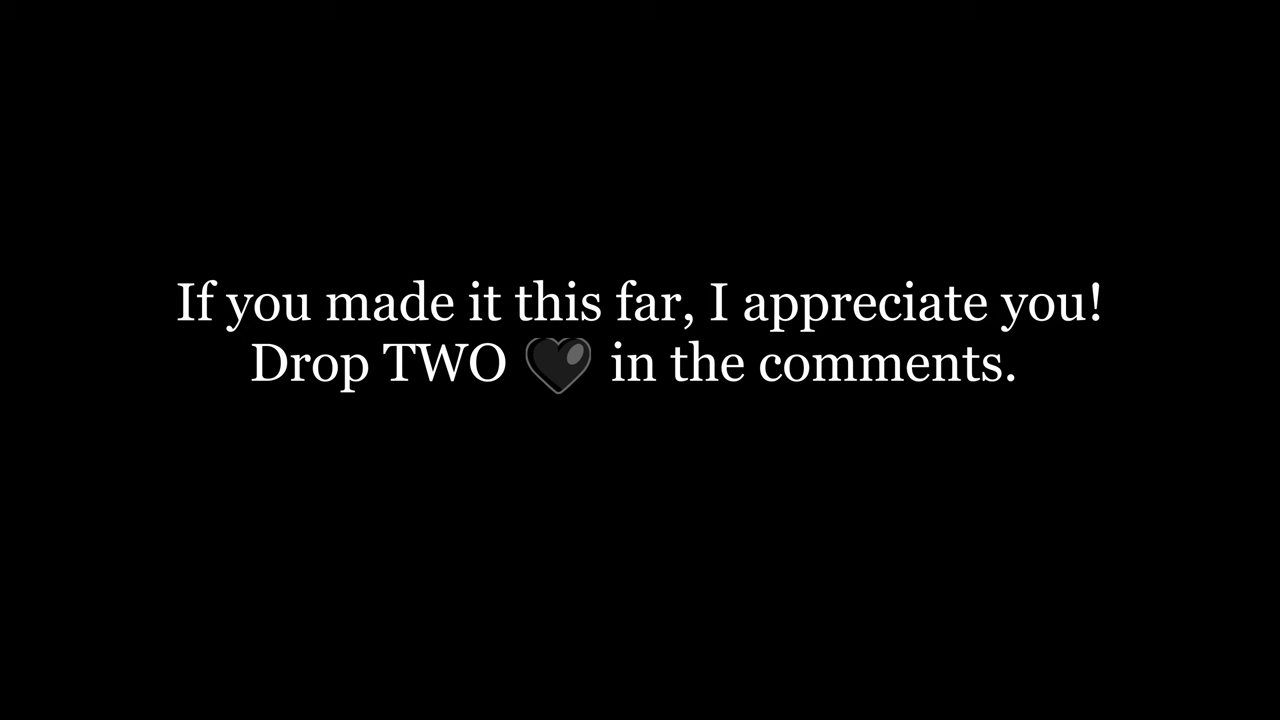 If you made it this far, I appreciate you!
Drop TWO 🖤 in the comments.